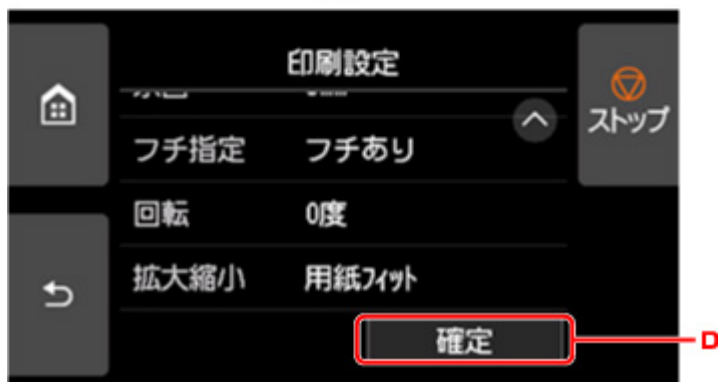 印刷設定
ストップ
フチ指定 フチあり
回転 0度
拡大縮小 用紙フィット
確定
D